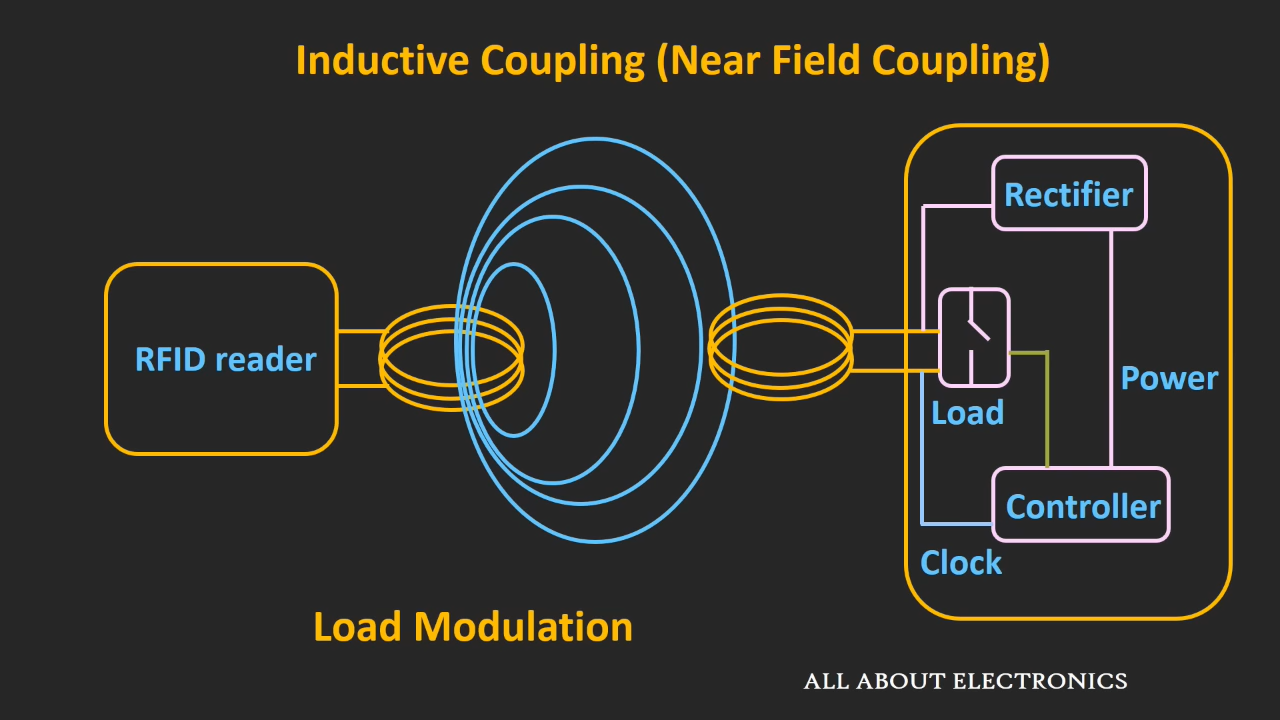 Inductive Coupling (Near Field Coupling)
Rectifier
RFID reader
Power
Load
Controller
Clock
Load Modulation
ALL ABOUT ELECTRONICS